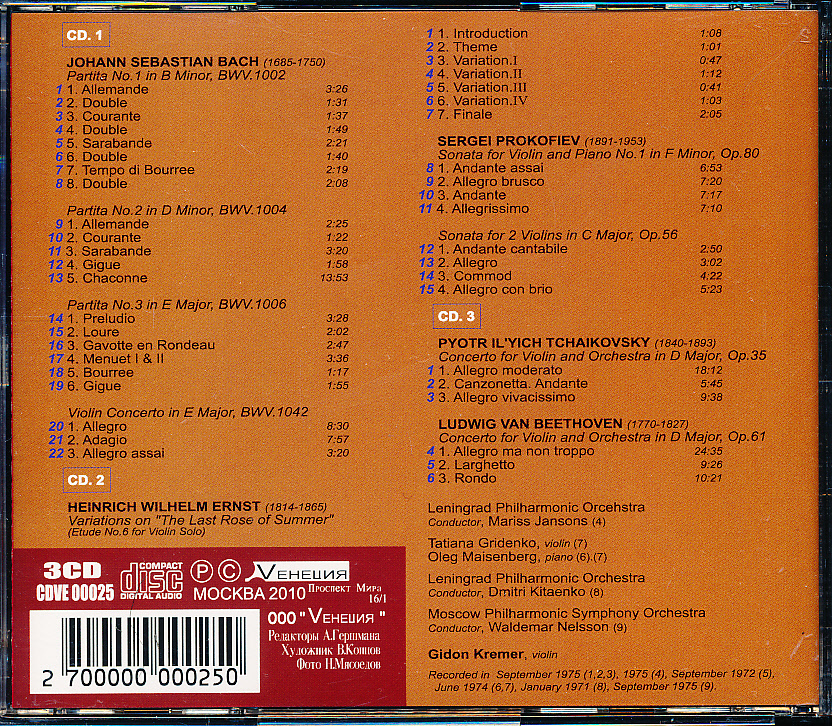 CD. 1
JOHANN SEBASTIAN BACH (1685-1750)
Partita No.1 in B Minor, BWV.1002
1 1. Allemande 3:26
2 2. Double 1:31
3 3. Courante 1:37
4 4. Double 1:49
5 5. Sarabande 2:21
6 6. Double 1:40
7 7. Tempo di Bourree 2:19
8 8. Double 2:08
Partita No.2 in D Minor, BWV.1004
9 1. Allemande 2:25
10 2. Courante 1:22
11 3. Sarabande 3:20
12 4. Gigue 1:58
13 5. Chaconne 13:53
Partita No.3 in E Major, BWV.1006
14 1. Preludio 3:28
15 2. Loure 2:02
16 3. Gavotte en Rondeau 2:47
17 4. Menuet I & II 3:36
18 5. Bourree 1:17
19 6. Gigue 1:55
Violin Concerto in E Major, BWV.1042
20 1. Allegro 8:30
21 2. Adagio 7:57
22 3. Allegro assai 3:20
CD. 2
HEINRICH WILHELM ERNST (1814-1865)
Variations on "The Last Rose of Summer"
(Etude No.6 for Violin Solo)
1 1. Introduction 1:08
2 2. Theme 1:01
3 3. Variation.I 0:47
4 4. Variation.II 1:12
5 5. Variation.III 0:41
6 6. Variation.IV 1:03
7 7. Finale 2:05
SERGEI PROKOFIEV (1891-1953)
Sonata for Violin and Piano No.1 in F Minor, Op.80
8 1. Andante assai 6:53
9 2. Allegro brusco 7:20
10 3. Andante 7:17
11 4. Allegrissimo 7:10
Sonata for 2 Violins in C Major, Op.56
12 1. Andante cantabile 2:50
13 2. Allegro 3:02
14 3. Commod 4:22
15 4. Allegro con brio 5:23
CD. 3
PYOTR IL'YICH TCHAIKOVSKY (1840-1893)
Concerto for Violin and Orchestra in D Major, Op.35
1 1. Allegro moderato 18:12
2 2. Canzonetta. Andante 5:45
3 3. Allegro vivacissimo 9:38
LUDWIG VAN BEETHOVEN (1770-1827)
Concerto for Violin and Orchestra in D Major, Op.61
4 1. Allegro ma non troppo 24:35
5 2. Larghetto 9:26
6 3. Rondo 10:21
Leningrad Philharmonic Orcehstra
Conductor, Mariss Jansons (4)
Tatiana Gridenko, violin (7)
Oleg Maisenberg, piano (6).(7)
Leningrad Philharmonic Orchestra
Conductor, Dmitri Kitaenko (8)
Moscow Philharmonic Symphony Orchestra
Conductor, Waldemar Nelsson (9)
Gidon Kremer, violin
Recorded in September 1975 (1,2,3), 1975 (4), September 1972 (5),
June 1974 (6,7), January 1971 (8), September 1975 (9).
3CD
CDVE 00025
COMPACT
disc
DIGITAL AUDIO
Ⓟ © Vенеция
МОСКВА 2010 Проспект Мира
16/1
ООО " Vенеция "
Редакторы А.Гершмана
Художник В.Копнов
Фото Н.Мясоедов
2 700000 000250